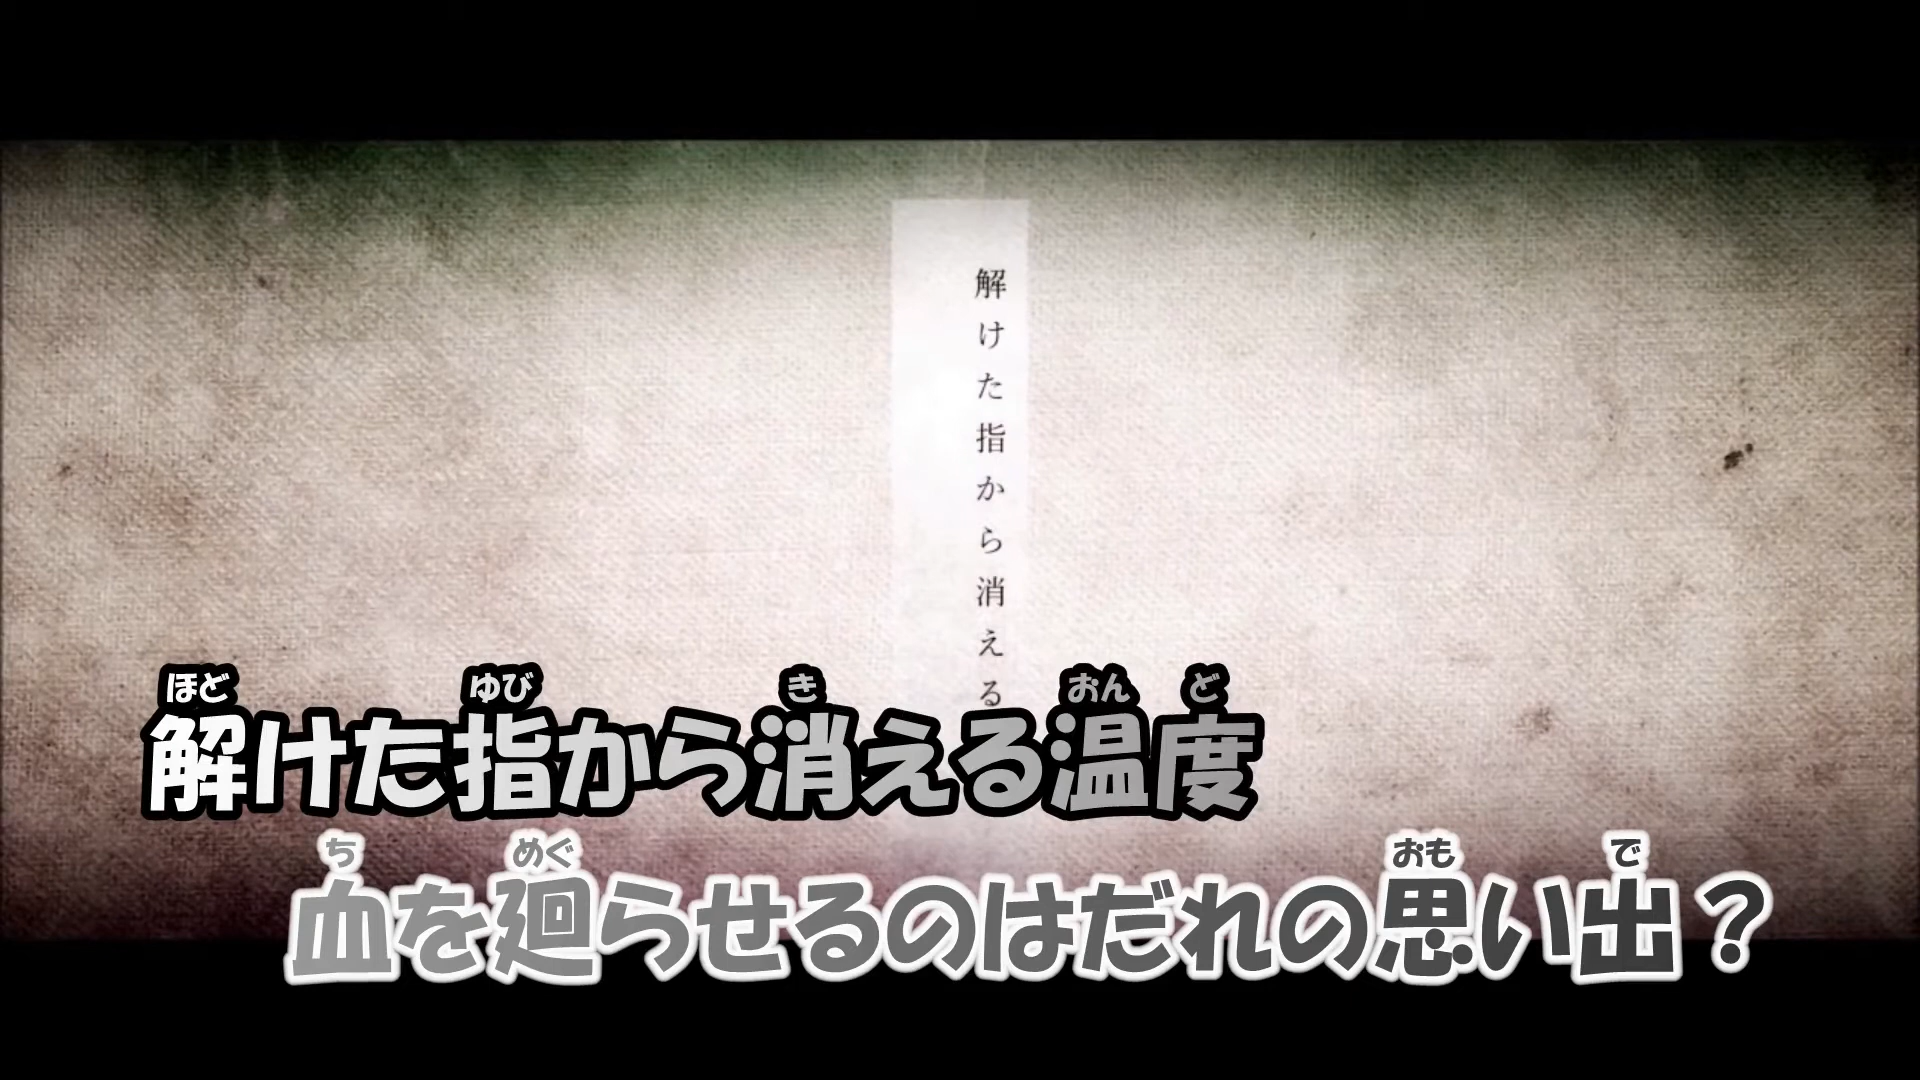 解けた指から消える
ほど ゆび き おん ど
解けた指から消える温度
ち めぐ おも で
血を廻らせるのはだれの思い出？